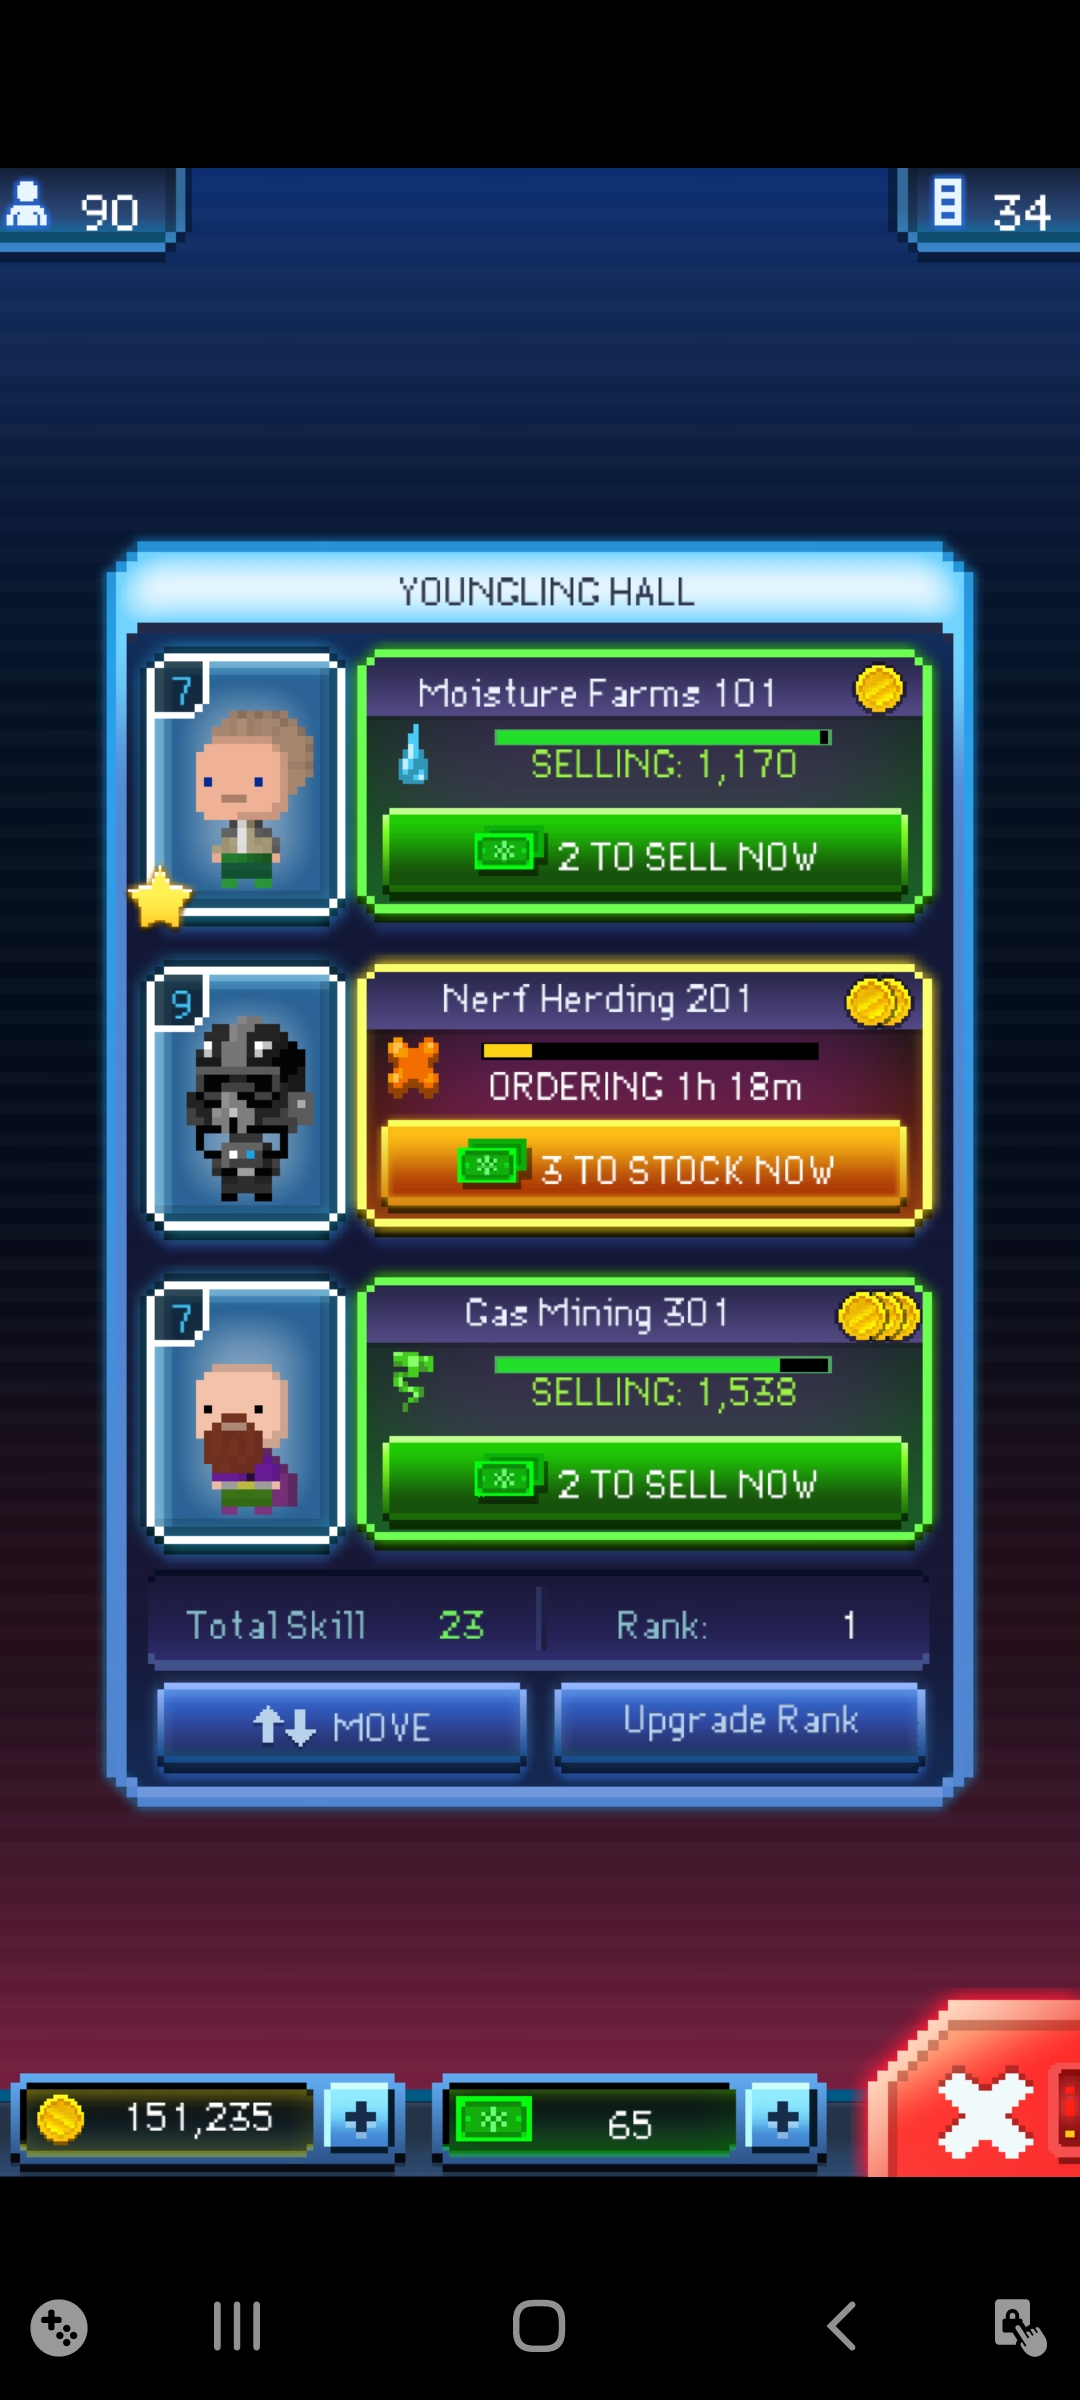 90
34
YOUNGLING HALL
7
Moisture Farms 101
SELLING: 1,170
2 TO SELL NOW
9
Nerf Herding 201
ORDERING 1h 18m
3 TO STOCK NOW
7
Gas Mining 301
SELLING: 1,538
2 TO SELL NOW
Total Skill 23
Rank: 1
MOVE
Upgrade Rank
151,235
65